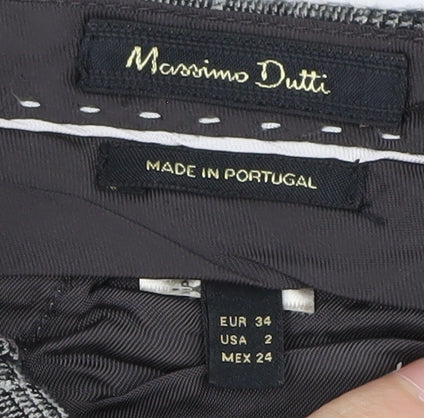 Massimo Dutti
MADE IN PORTUGAL
EUR 34
USA 2
MEX 24